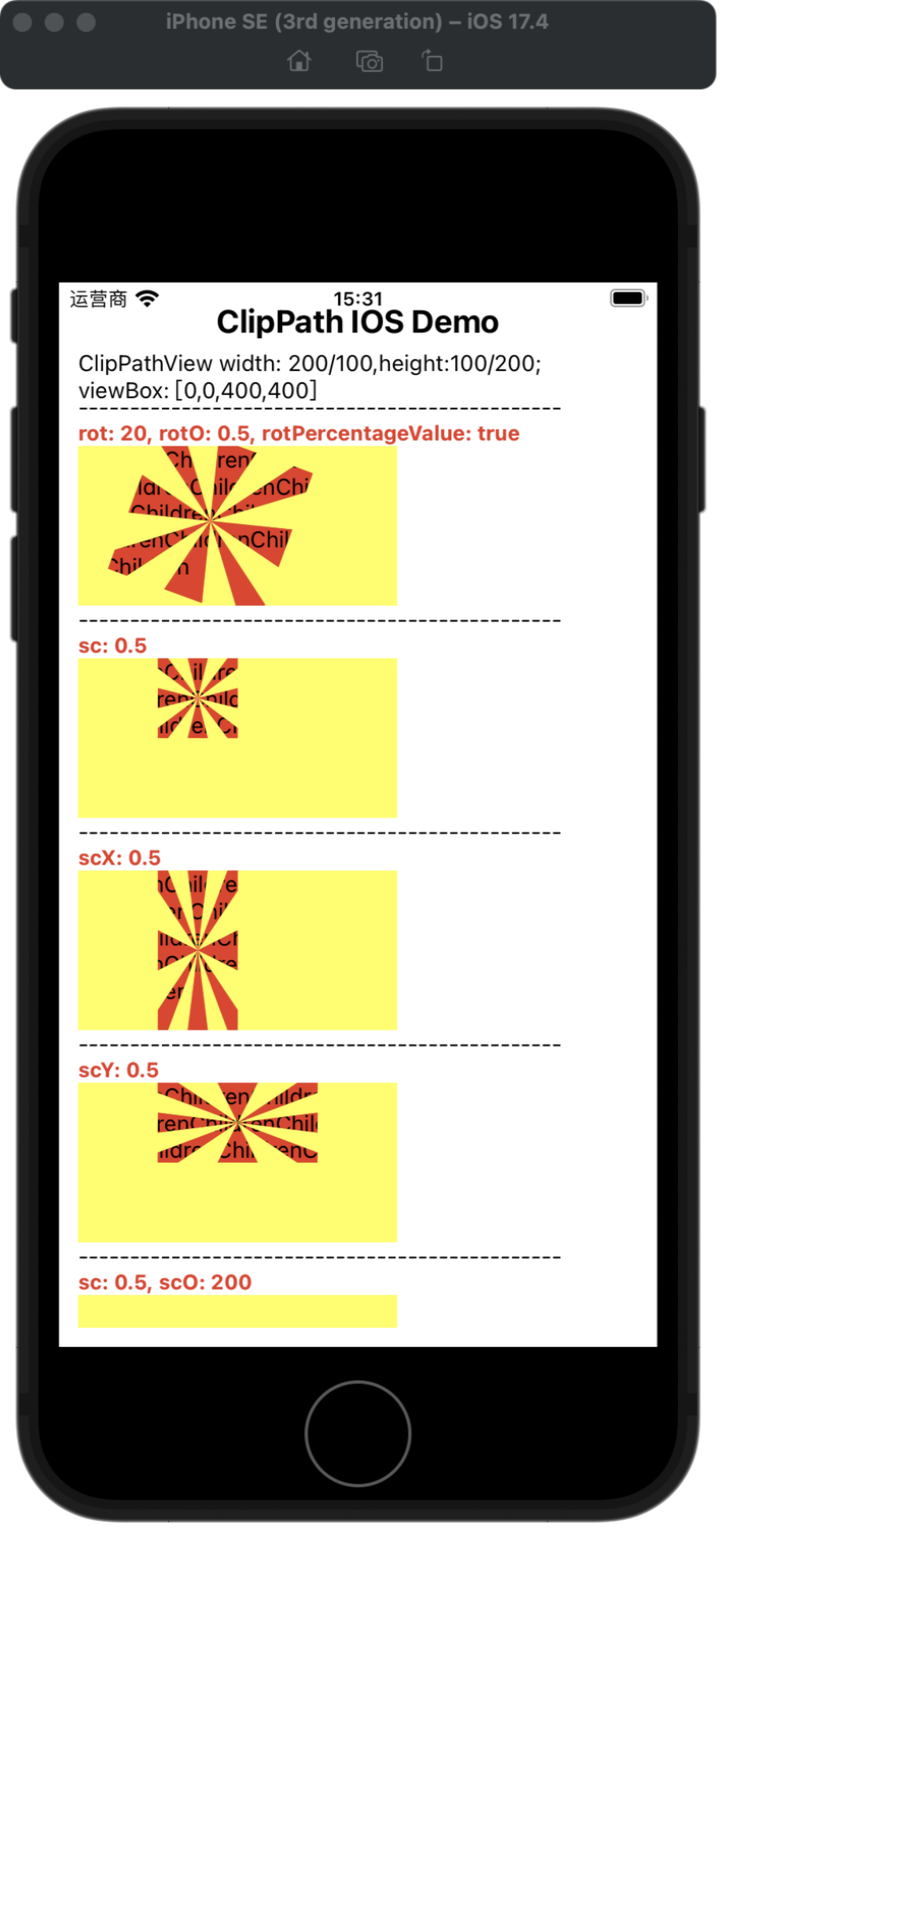 iPhone SE (3rd generation) – iOS 17.4
运营商
15:31
ClipPath IOS Demo
ClipPathView width: 200/100,height:100/200;
viewBox: [0,0,400,400]
-----------------------------------------------
rot: 20, rotO: 0.5, rotPercentageValue: true
-----------------------------------------------
sc: 0.5
-----------------------------------------------
scX: 0.5
-----------------------------------------------
scY: 0.5
-----------------------------------------------
sc: 0.5, scO: 200